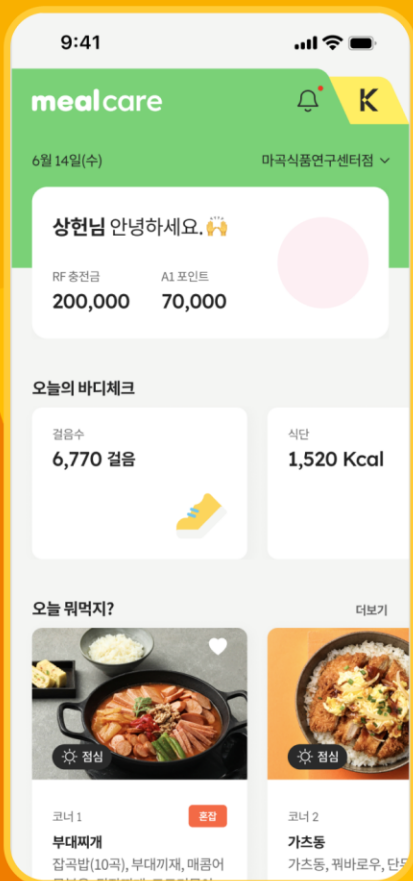 9:41
mealcare
K
6월 14일(수)
마곡식품연구센터점
상헌님 안녕하세요.🙌
RF 충전금
A1 포인트
200,000
70,000
오늘의 바디체크
걸음수
6,770 걸음
식단
1,520 Kcal
오늘 뭐먹지?
더보기
점심
점심
코너 1
혼잡
부대찌개
잡곡밥(10곡), 부대끼재, 매콤어
코너 2
가츠동
가츠동, 꿔바로우, 단무